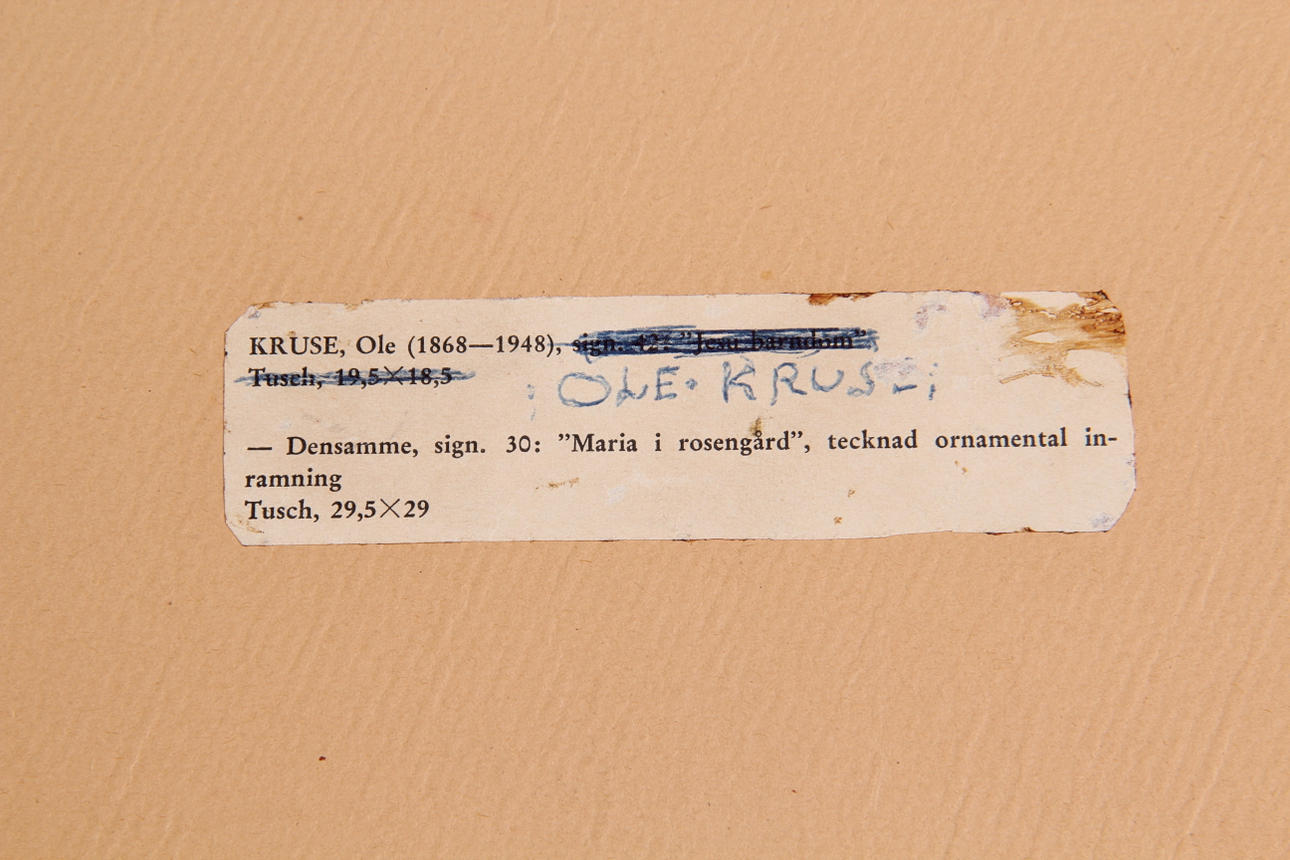 KRUSE, Ole (1868—1948), sign. 42: ”Jesu barndom”.
Tusch, 19,5×18,5
OLE. KRUSE
— Densamme, sign. 30: ”Maria i rosengård”, tecknad ornamental in-
ramning
Tusch, 29,5×29